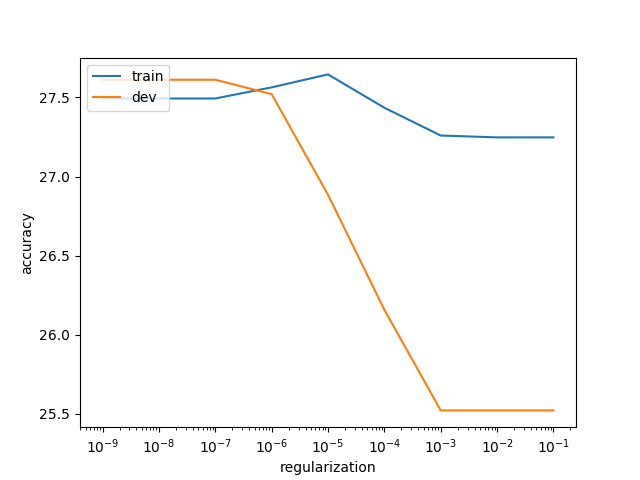 train
dev
27.5
27.0
26.5
26.0
25.5
accuracy
10⁻⁹ 10⁻⁸ 10⁻⁷ 10⁻⁶ 10⁻⁵ 10⁻⁴ 10⁻³ 10⁻² 10⁻¹
regularization